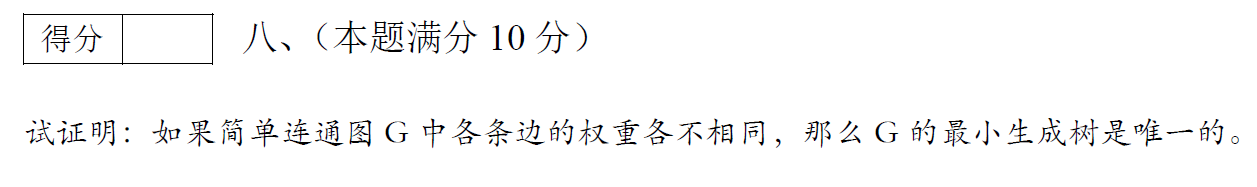 得分 八、（本题满分 10 分）
试证明：如果简单连通图 G 中各条边的权重各不相同，那么 G 的最小生成树是唯一的。